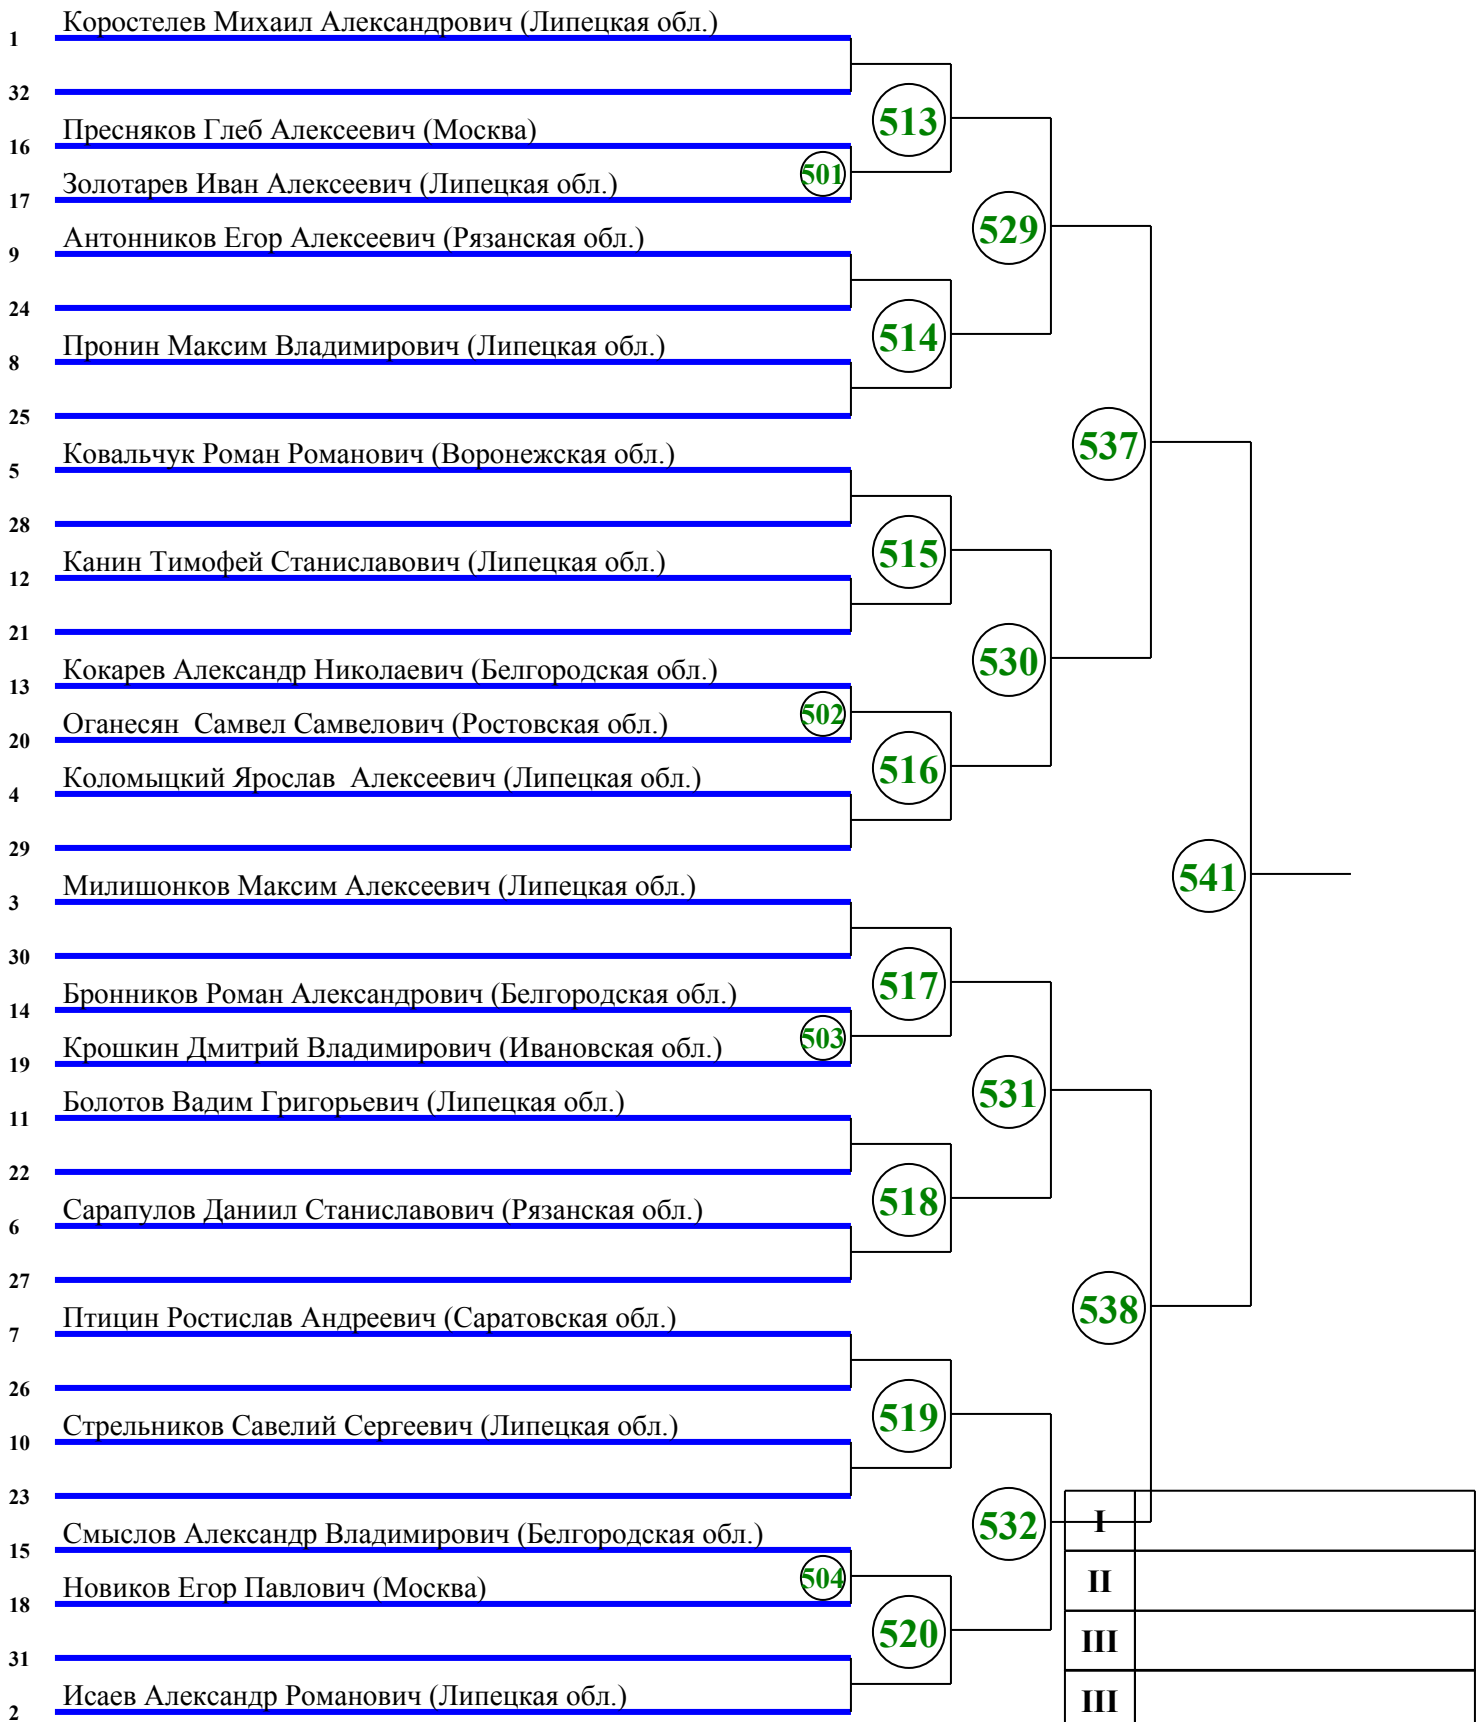 Коростелев Михаил Александрович (Липецкая обл.)
1
32
Пресняков Глеб Алексеевич (Москва)
16
513
Золотарев Иван Алексеевич (Липецкая обл.)
501
17
Антонников Егор Алексеевич (Рязанская обл.)
9
529
24
Пронин Максим Владимирович (Липецкая обл.)
8
514
25
Ковальчук Роман Романович (Воронежская обл.)
5
537
28
Канин Тимофей Станиславович (Липецкая обл.)
12
515
21
Кокарев Александр Николаевич (Белгородская обл.)
13
530
Оганесян  Самвел Самвелович (Ростовская обл.)
502
20
Коломыцкий Ярослав  Алексеевич (Липецкая обл.)
4
516
29
Милишонков Максим Алексеевич (Липецкая обл.)
3
541
30
Бронников Роман Александрович (Белгородская обл.)
14
517
Крошкин Дмитрий Владимирович (Ивановская обл.)
503
19
Болотов Вадим Григорьевич (Липецкая обл.)
11
531
22
Сарапулов Даниил Станиславович (Рязанская обл.)
6
518
27
Птицин Ростислав Андреевич (Саратовская обл.)
7
538
26
Стрельников Савелий Сергеевич (Липецкая обл.)
10
519
23
Смыслов Александр Владимирович (Белгородская обл.)
15
532
I
Новиков Егор Павлович (Москва)
504
18
II
31
520
III
Исаев Александр Романович (Липецкая обл.)
2
III